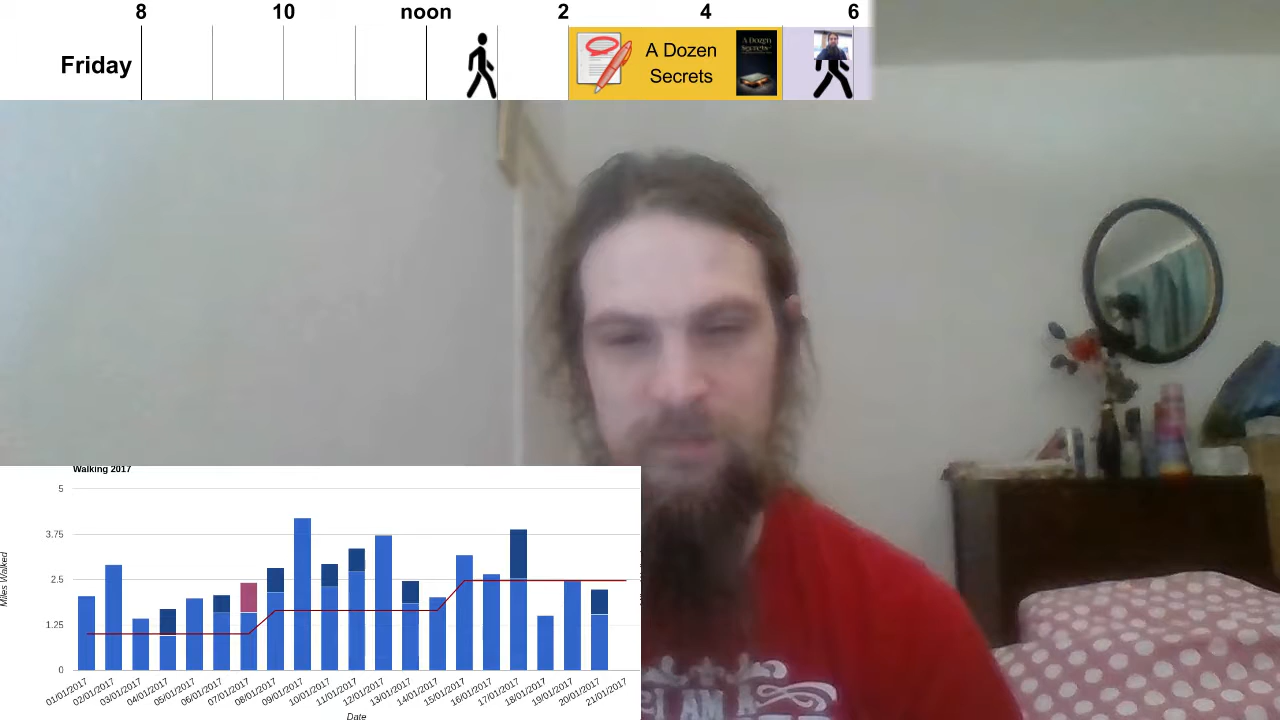 8 10 noon 2 4 6
Friday
A Dozen
Secrets
A Dozen
Secrets
Walking 2017
5
3.75
2.5
1.25
0
Miles Walked
01/01/2017 02/01/2017 03/01/2017 04/01/2017 05/01/2017 06/01/2017 07/01/2017 08/01/2017 09/01/2017 10/01/2017 11/01/2017 12/01/2017 13/01/2017 14/01/2017 15/01/2017 16/01/2017 17/01/2017 18/01/2017 19/01/2017 20/01/2017 21/01/2017
Date
I AM A